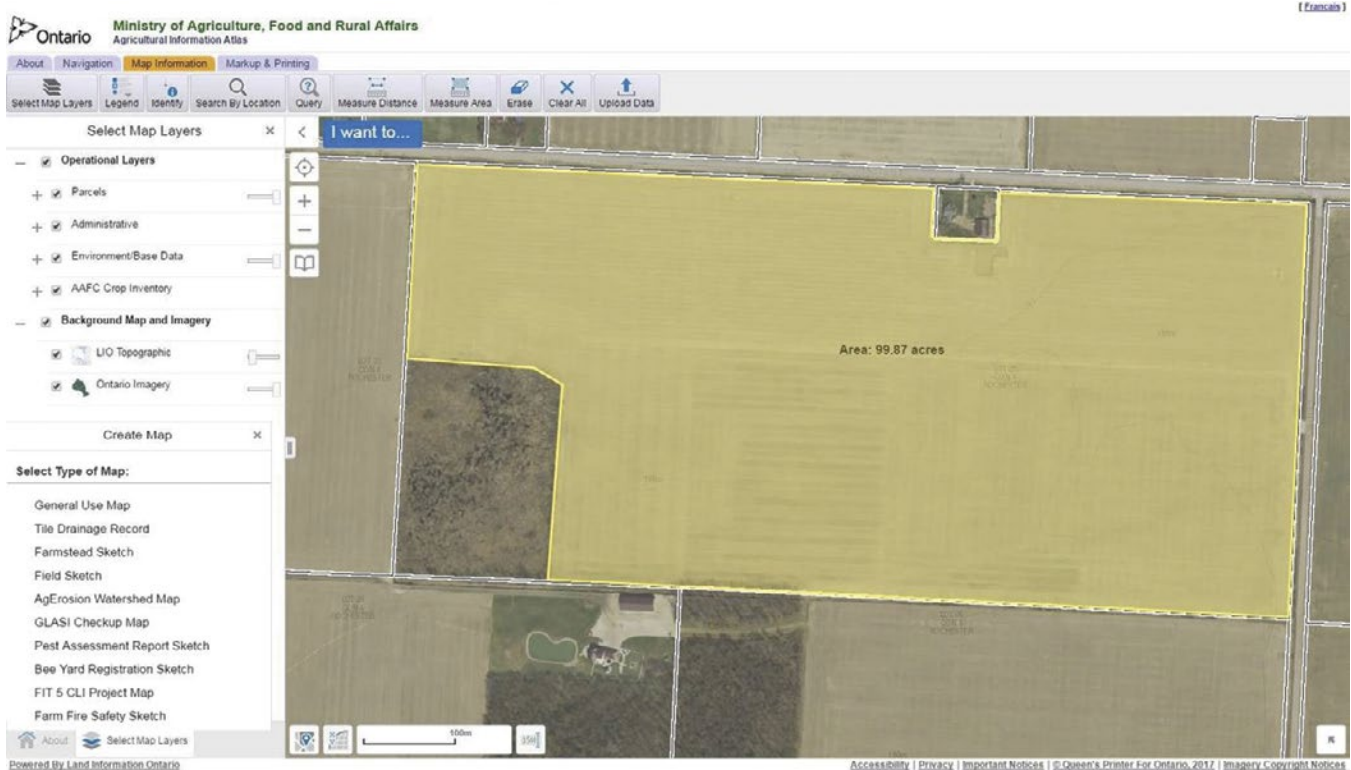 [ Francais ]
Ontario
Ministry of Agriculture, Food and Rural Affairs
Agricultural Information Atlas
About Navigation Map Information Markup & Printing
Select Map Layers Legend Identify Search By Location Query Measure Distance Measure Area Erase Clear All Upload Data
Select Map Layers
I want to...
Operational Layers
Parcels
Administrative
Environment/Base Data
AAFC Crop Inventory
Background Map and Imagery
LIO Topographic
Ontario Imagery
Area: 99.87 acres
Create Map
Select Type of Map:
General Use Map
Tile Drainage Record
Farmstead Sketch
Field Sketch
AgErosion Watershed Map
GLASI Checkup Map
Pest Assessment Report Sketch
Bee Yard Registration Sketch
FIT 5 CLI Project Map
Farm Fire Safety Sketch
100m
About Select Map Layers
Powered By Land Information Ontario
Accessibility | Privacy | Important Notices | © Queen's Printer For Ontario, 2017 | Imagery Copyright Notices